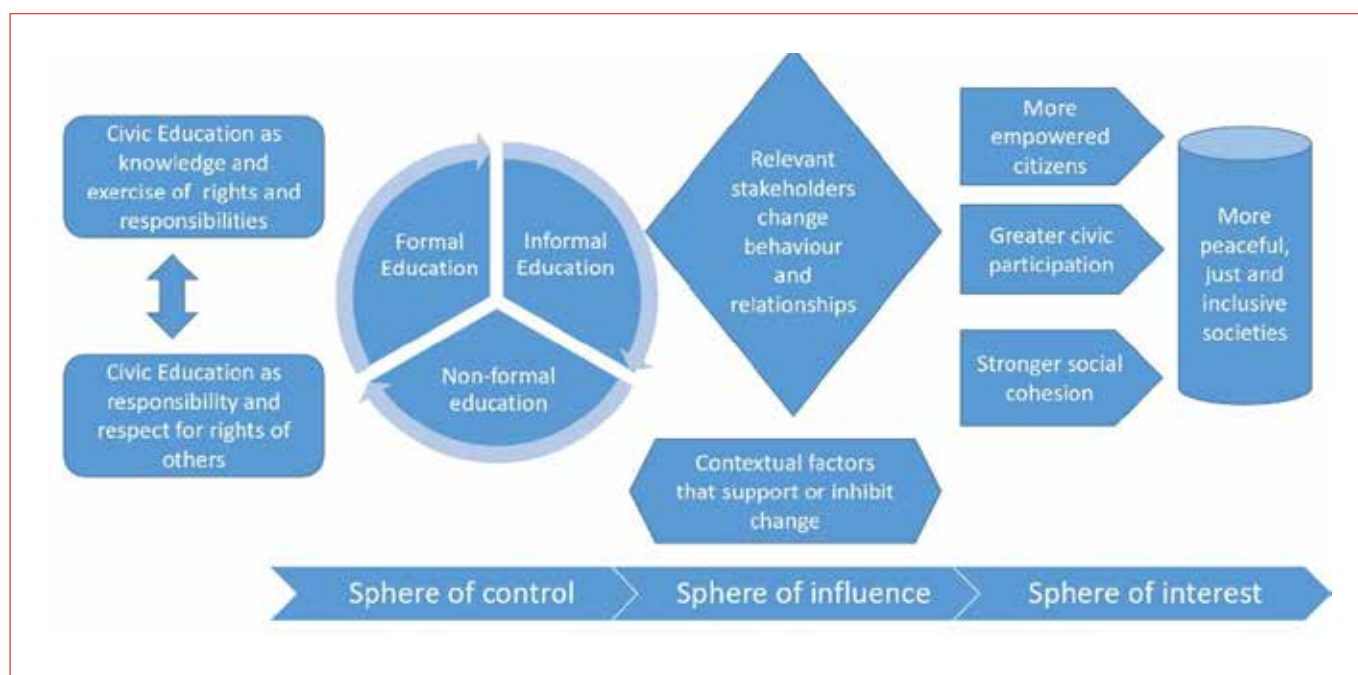 Civic Education as
knowledge and
exercise of rights and
responsibilities
Civic Education as
responsibility and
respect for rights of
others
Formal
Education
Informal
Education
Non-formal
education
Relevant
stakeholders
change
behaviour
and
relationships
Contextual factors
that support or inhibit
change
More
empowered
citizens
Greater civic
participation
Stronger social
cohesion
More
peaceful,
just and
inclusive
societies
Sphere of control
Sphere of influence
Sphere of interest